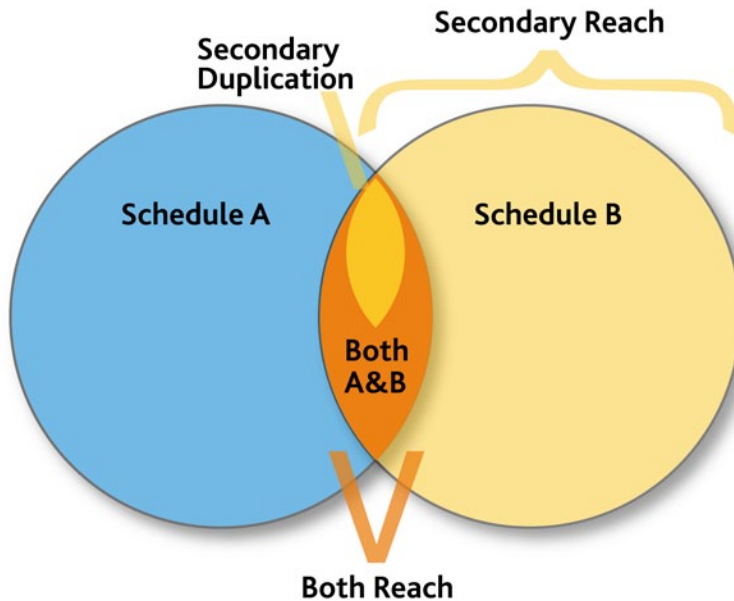 Secondary Reach
Secondary
Duplication
Schedule A
Schedule B
Both
A&B
Both Reach